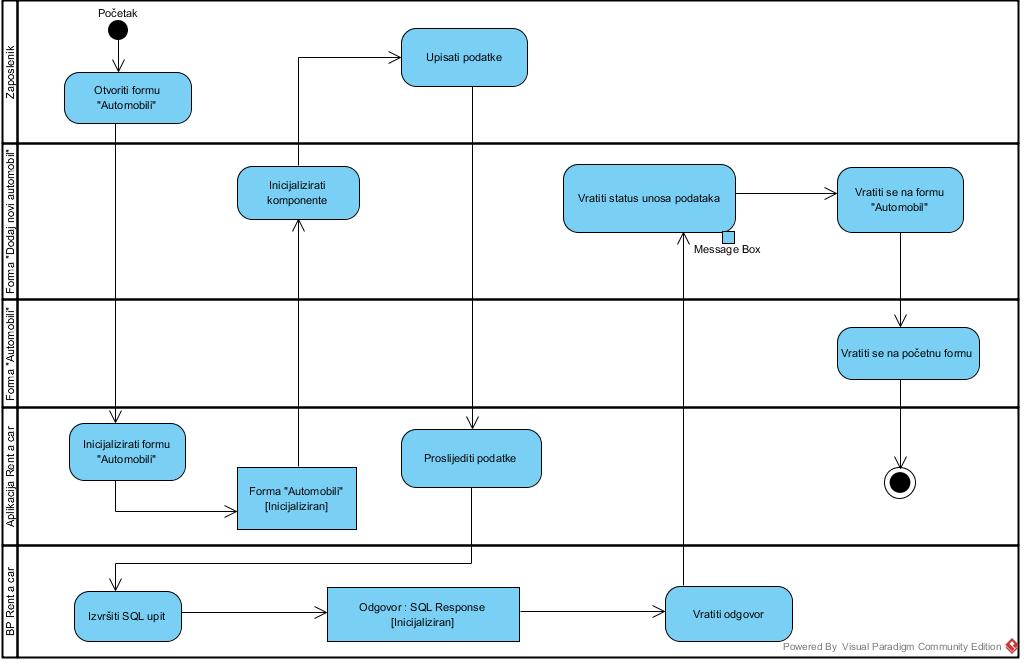 Početak
Zaposlenik
Otvoriti formu
"Automobili"
Upisati podatke
Forma "Dodaj novi automobil"
Inicijalizirati
komponente
Vratiti status unosa podataka
Message Box
Vratiti se na formu
"Automobil"
Forma "Automobili"
Vratiti se na početnu formu
Aplikacija Rent a car
Inicijalizirati formu
"Automobili"
Forma "Automobili"
[Inicijaliziran]
Proslijediti podatke
BP Rent a car
Izvršiti SQL upit
Odgovor : SQL Response
[Inicijaliziran]
Vratiti odgovor
Powered By Visual Paradigm Community Edition